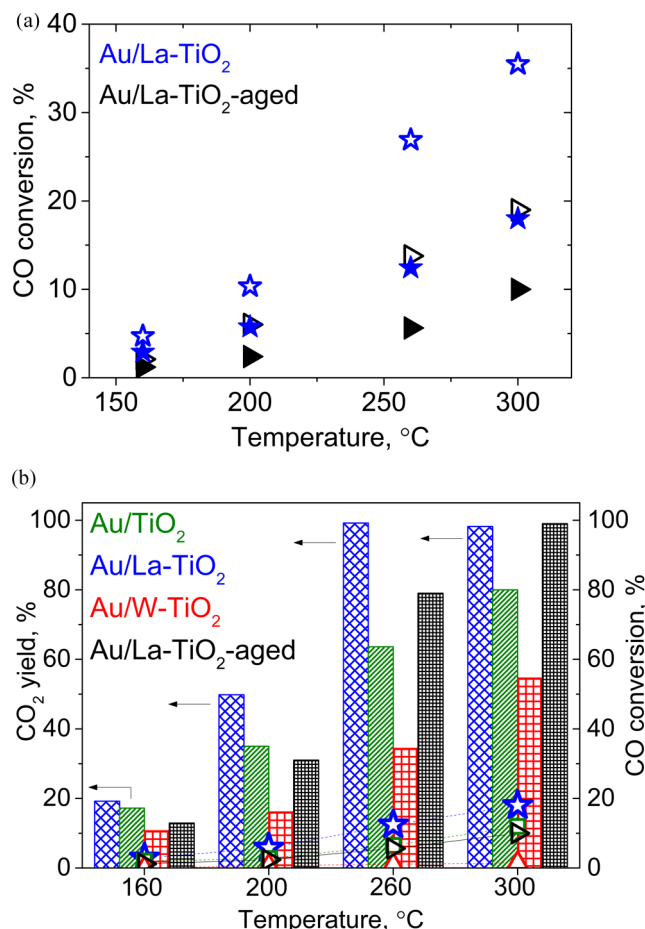 (a)
40
30
20
10
0
CO conversion, %
Au/La-TiO₂
Au/La-TiO₂-aged
150
200
250
300
Temperature, °C
(b)
100
80
60
40
20
0
CO₂ yield, %
Au/TiO₂
Au/La-TiO₂
Au/W-TiO₂
Au/La-TiO₂-aged
100
80
60
40
20
0
CO conversion, %
160
200
260
300
Temperature, °C